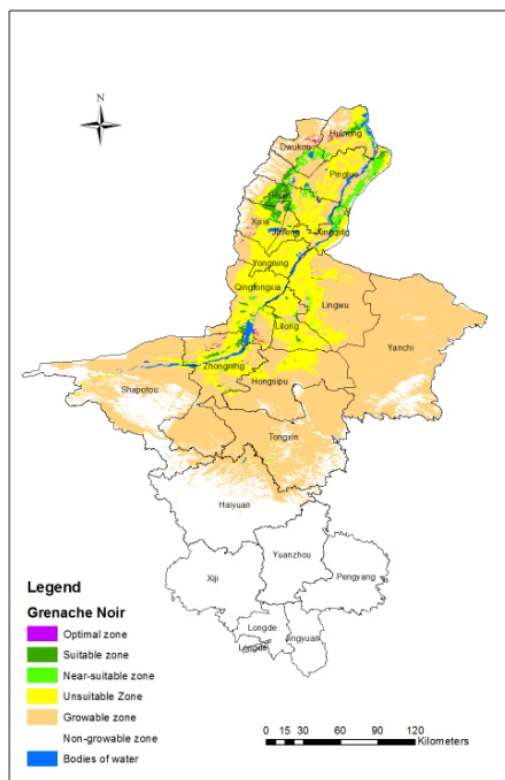 N
Huinong
Dwukou
Pingluo
Helan
Xixia
Jinfeng
Xingqing
Yongning
Qingtongxia
Lingwu
Litong
Yanchi
Zhongning
Hongsipu
Shapotou
Tongxin
Haiyuan
Yuanzhou
Xiji
Pengyang
Longde
Longde
Jingyuan
Legend
Grenache Noir
Optimal zone
Suitable zone
Near-suitable zone
Unsuitable Zone
Growable zone
Non-growable zone
Bodies of water
0 15 30 60 90 120
Kilometers